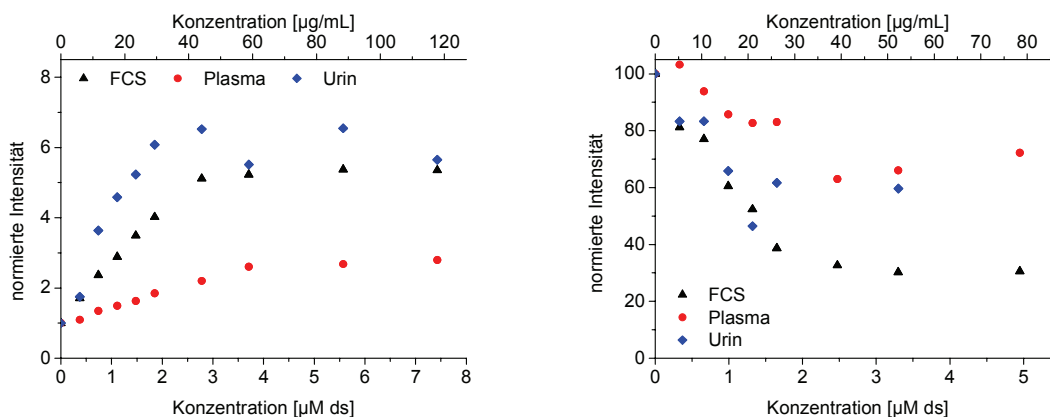 Konzentration [µg/mL]
0 20 40 60 80 100 120
8
6
4
2
0
normierte Intensität
FCS Plasma Urin
0 1 2 3 4 5 6 7 8
Konzentration [µM ds]
Konzentration [µg/mL]
0 10 20 30 40 50 60 70 80
100
80
60
40
20
0
normierte Intensität
FCS
Plasma
Urin
0 1 2 3 4 5
Konzentration [µM ds]